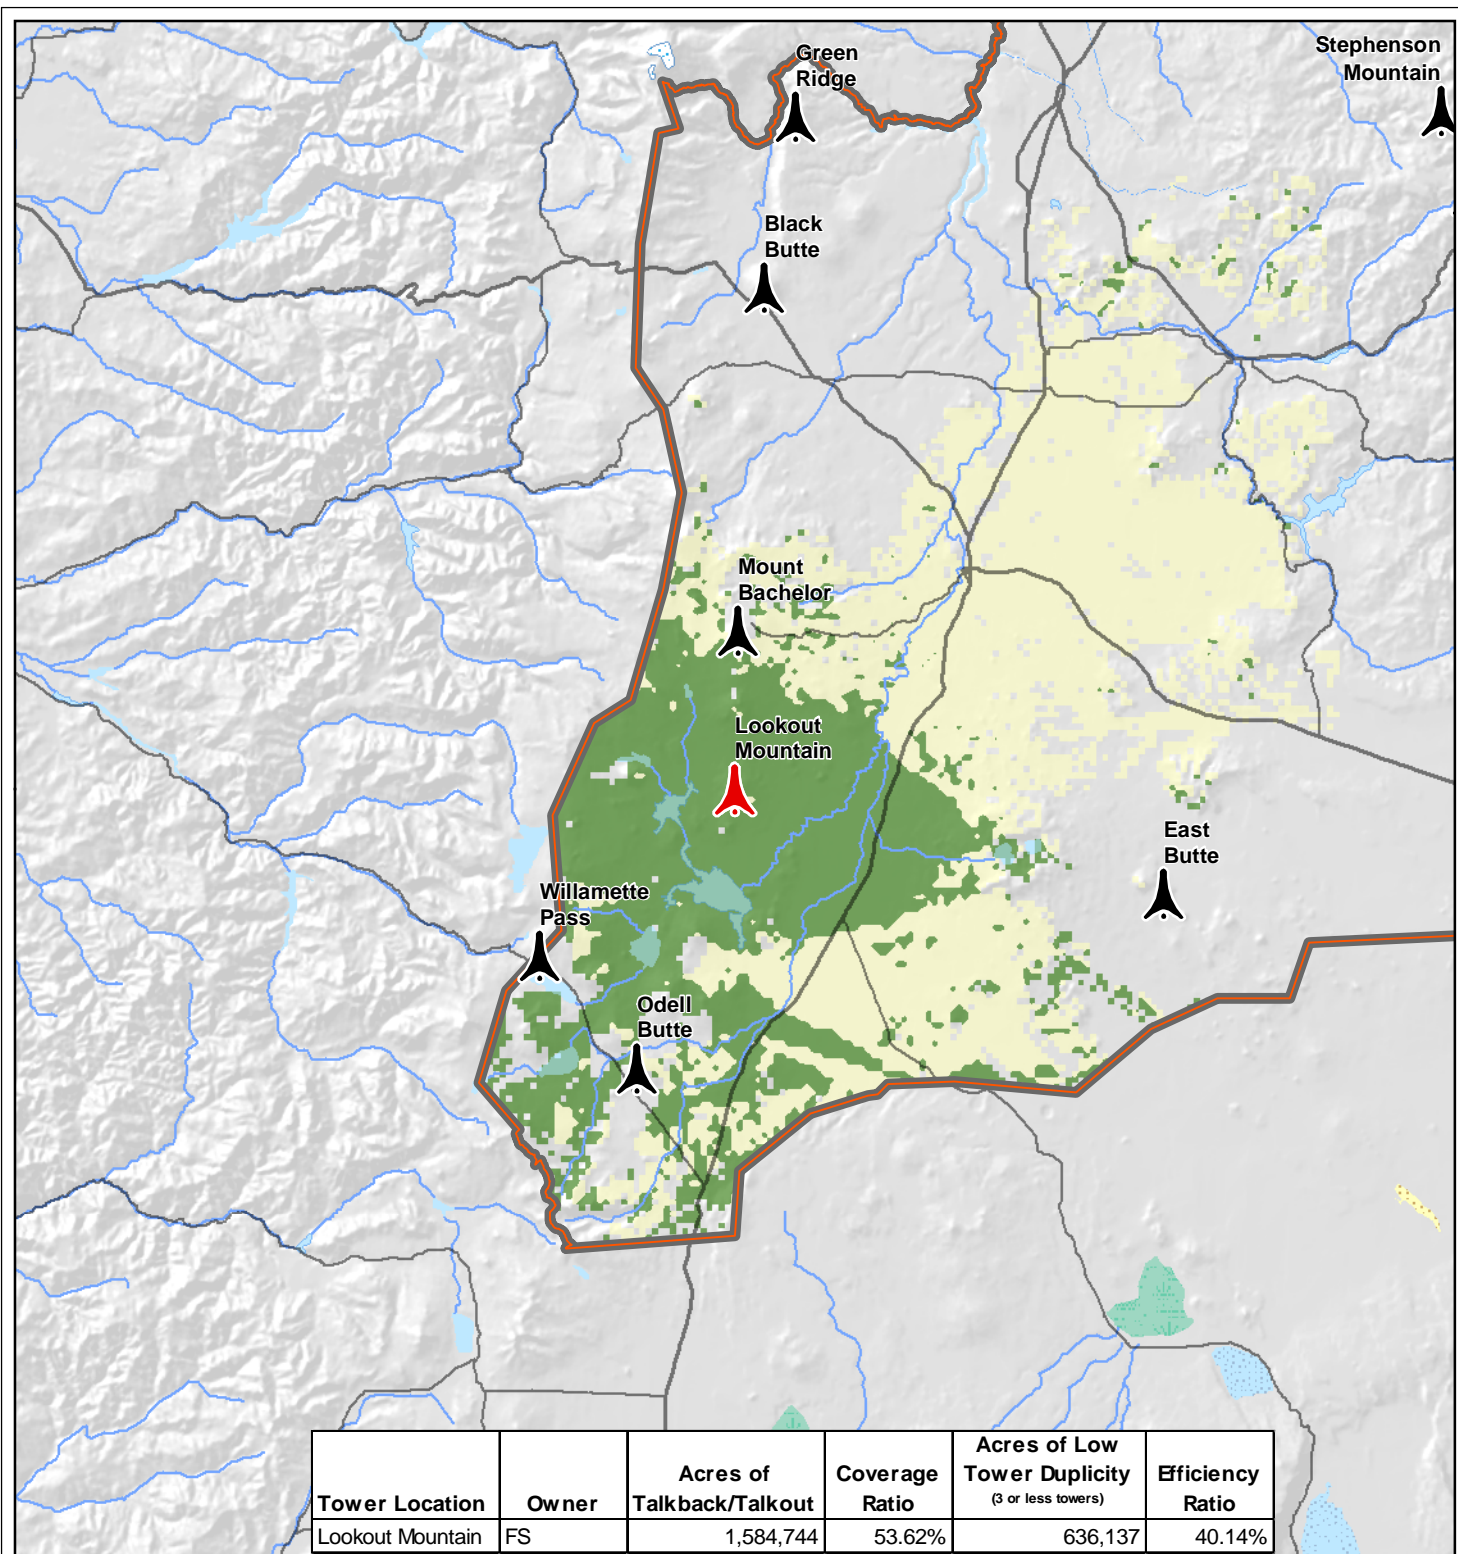 Green
Ridge
Stephenson
Mountain
Black
Butte
Mount
Bachelor
Lookout
Mountain
East
Butte
Willamette
Pass
Odell
Butte
Tower Location
Owner
Acres of
Talkback/Talkout
Coverage
Ratio
Acres of Low
Tower Duplicity
(3 or less towers)
Efficiency
Ratio
Lookout Mountain FS 1,584,744 53.62% 636,137 40.14%